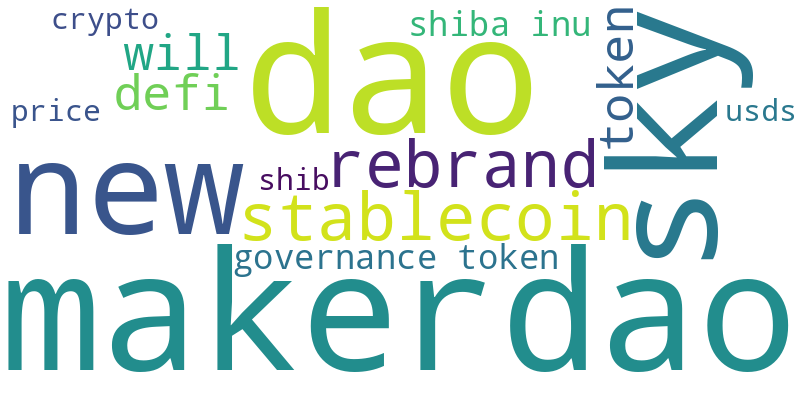 crypto
shiba inu
will
dao
token
sky
defi
price
usds
new
rebrand
shib
stablecoin
governance token
makerdao